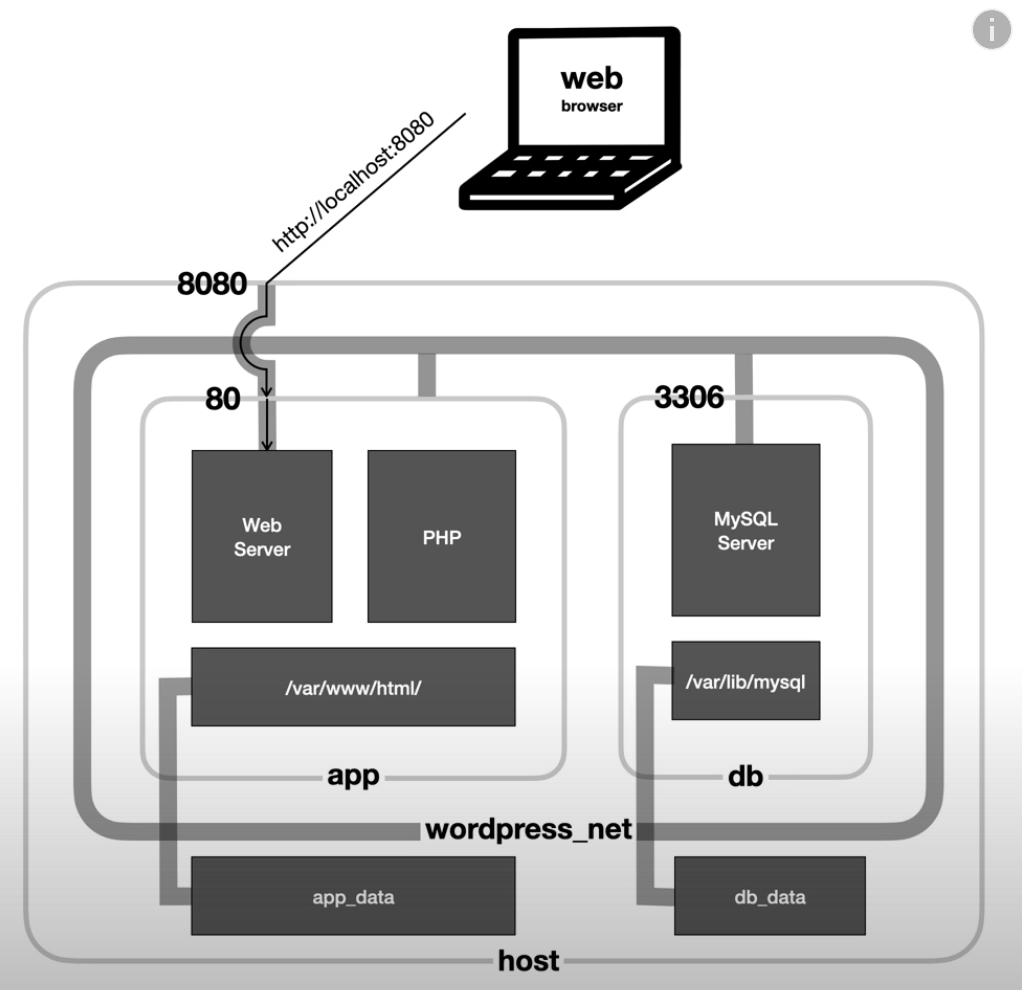 i
web
browser
http://localhost:8080
8080
80
3306
Web
Server
PHP
MySQL
Server
/var/www/html/
/var/lib/mysql
app
db
wordpress_net
app_data
db_data
host